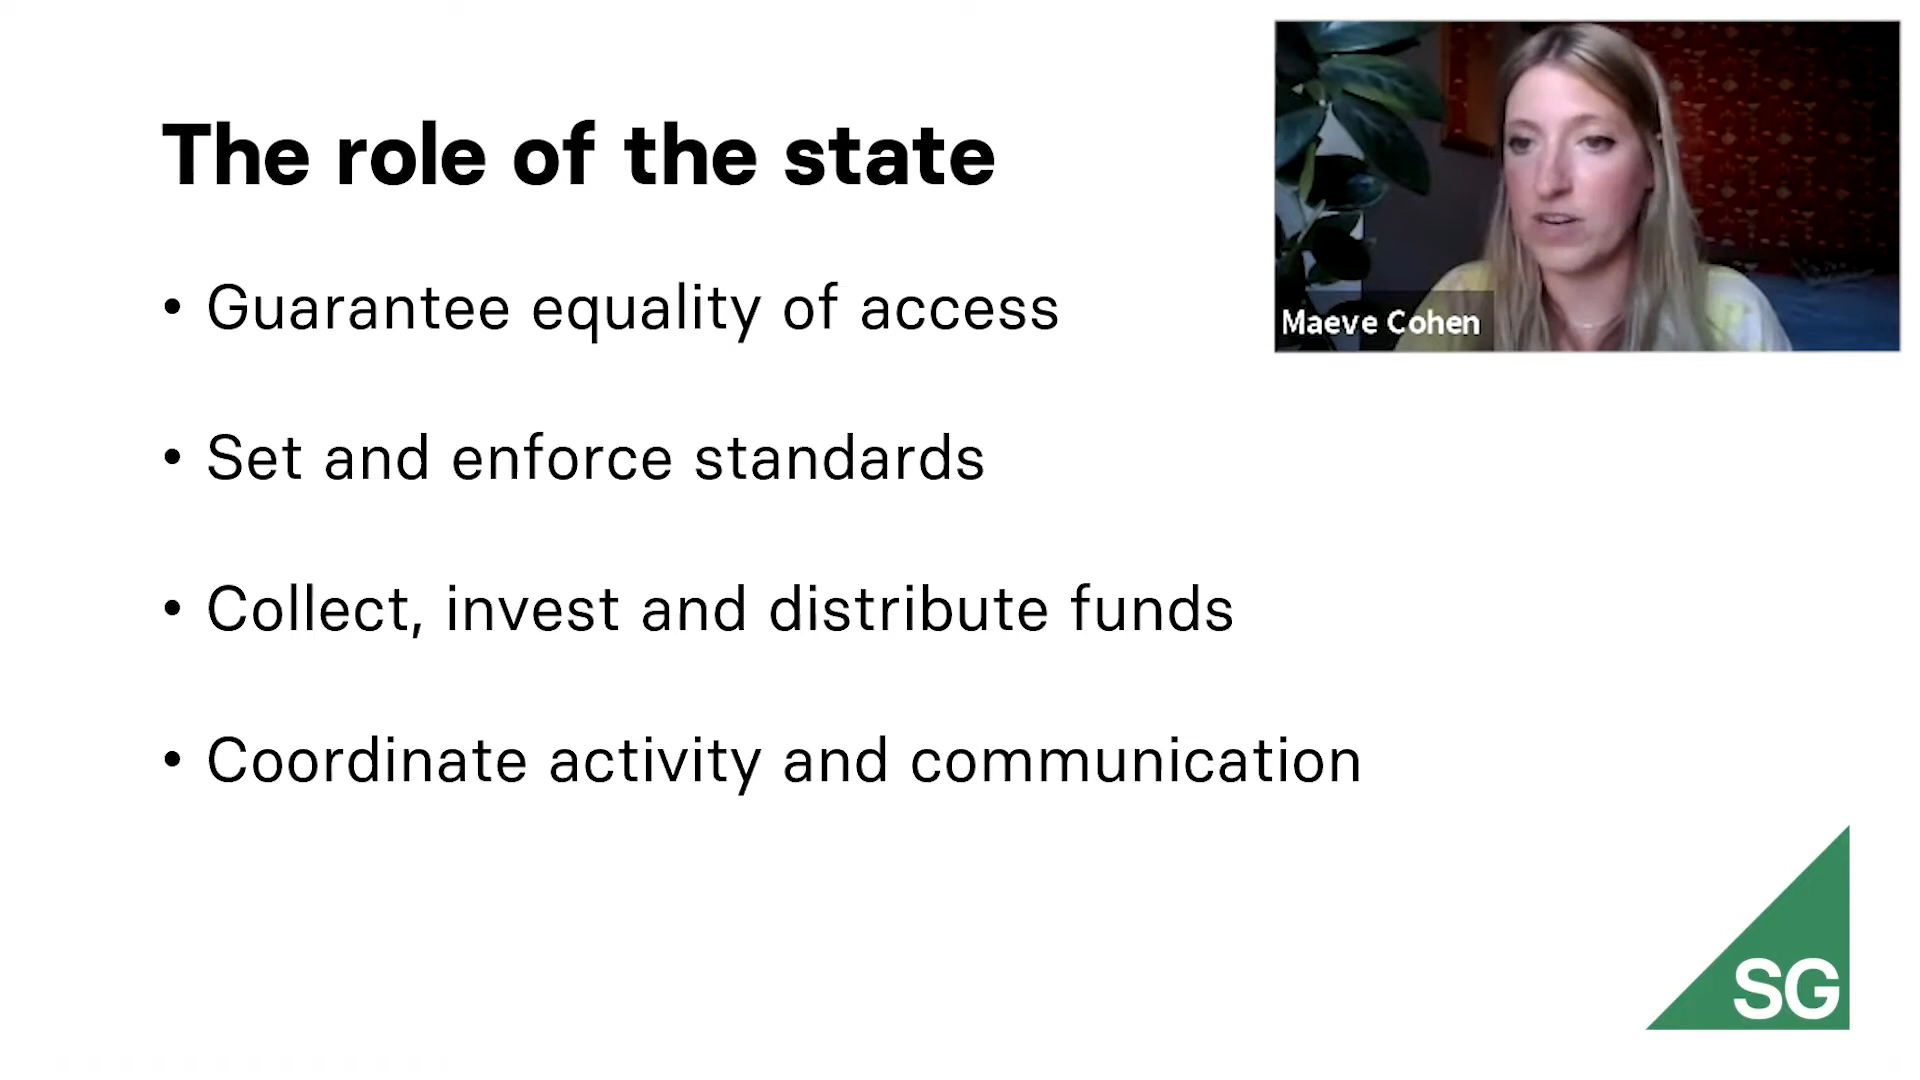 The role of the state
• Guarantee equality of access
• Set and enforce standards
• Collect, invest and distribute funds
• Coordinate activity and communication
Maeve Cohen
SG